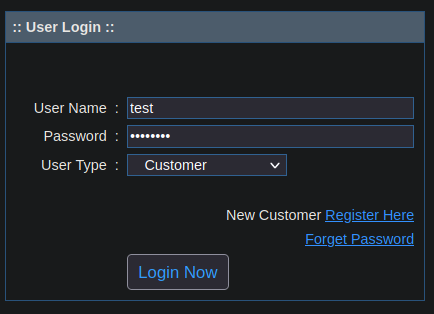 :: User Login ::
User Name : test
Password : ••••••••
User Type : Customer
New Customer Register Here
Forget Password
Login Now